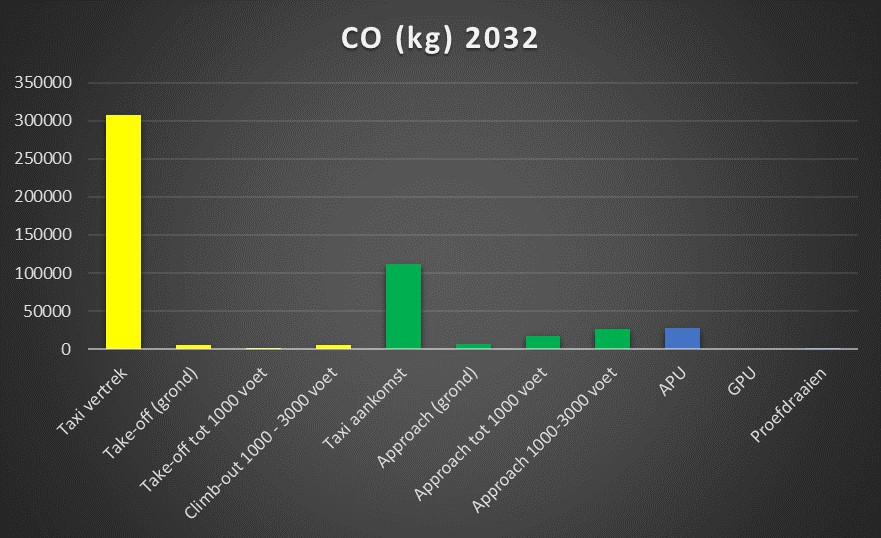 CO (kg) 2032
350000
300000
250000
200000
150000
100000
50000
0
Taxi vertrek
Take-off (grond)
Take-off tot 1000 voet
Climb-out 1000 - 3000 voet
Taxi aankomst
Approach (grond)
Approach tot 1000 voet
Approach 1000-3000 voet
APU
GPU
Proefdraaien